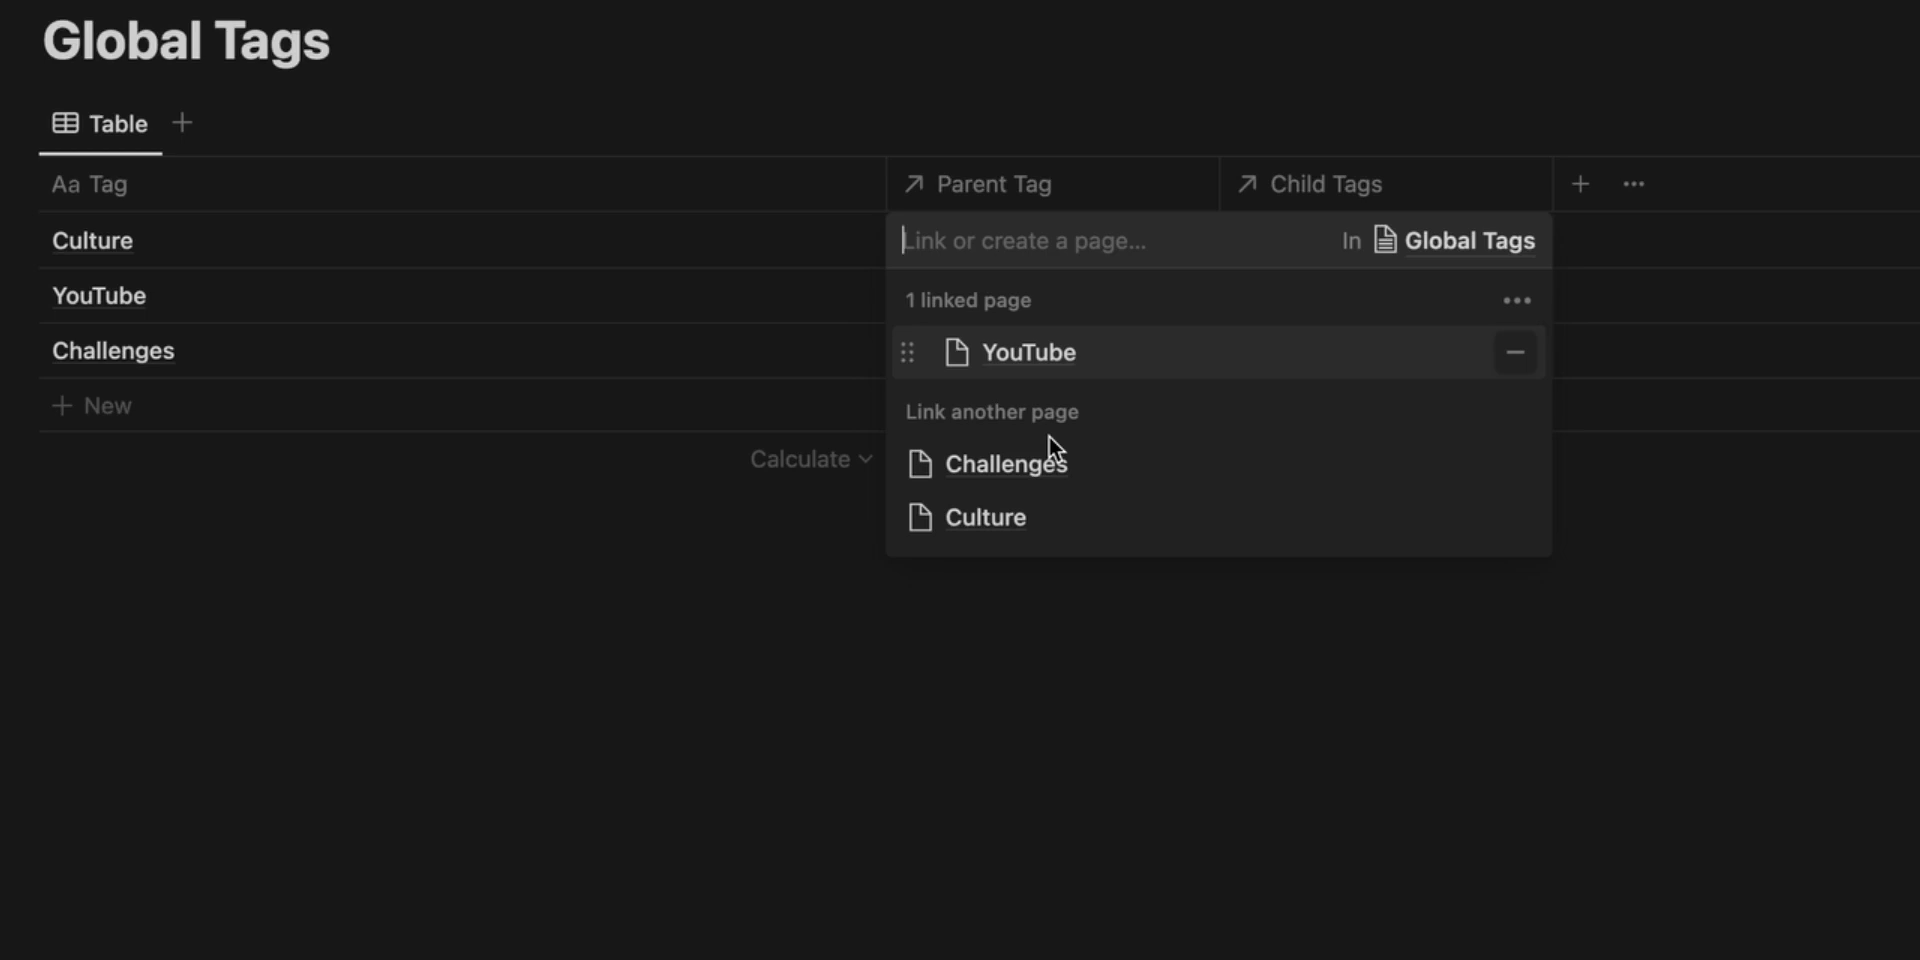 Global Tags
Table
Aa Tag
Parent Tag
Child Tags
Culture
Link or create a page...
In Global Tags
YouTube
1 linked page
Challenges
YouTube
New
Link another page
Calculate
Challenges
Culture